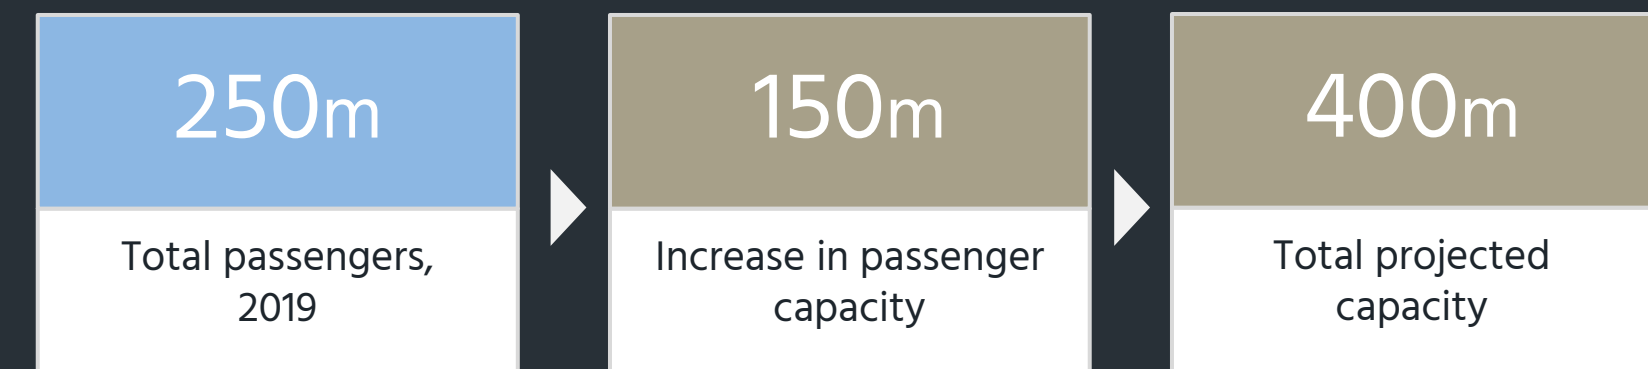 250m
Total passengers,
2019
150m
Increase in passenger
capacity
400m
Total projected
capacity